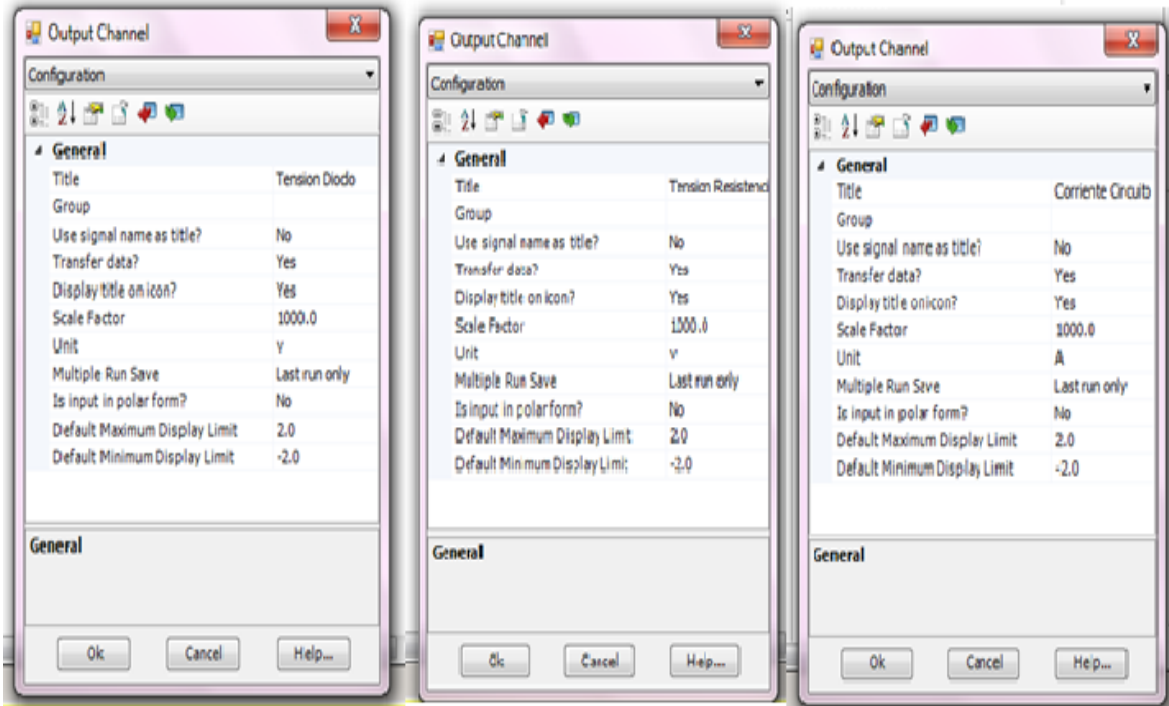 Output Channel
Configuration
General
Title Tension Diodo
Group
Use signal name as title? No
Transfer data? Yes
Display title on icon? Yes
Scale Factor 1000.0
Unit v
Multiple Run Save Last run only
Is input in polar form? No
Default Maximum Display Limit 2.0
Default Minimum Display Limit -2.0
General
Ok Cancel Help...
Output Channel
Configuration
General
Title Tension Resistenci
Group
Use signal name as title? No
Transfer data? Yes
Display title on icon? Yes
Scale Factor 1000.0
Unit v
Multiple Run Save Last run only
Is input in polar form? No
Default Maximum Display Limit 2.0
Default Minimum Display Limit -2.0
General
Ok Cancel Help...
Output Channel
Configuration
General
Title Corriente Circuito
Group
Use signal name as title? No
Transfer data? Yes
Display title on icon? Yes
Scale Factor 1000.0
Unit A
Multiple Run Save Last run only
Is input in polar form? No
Default Maximum Display Limit 2.0
Default Minimum Display Limit -2.0
General
Ok Cancel Help...